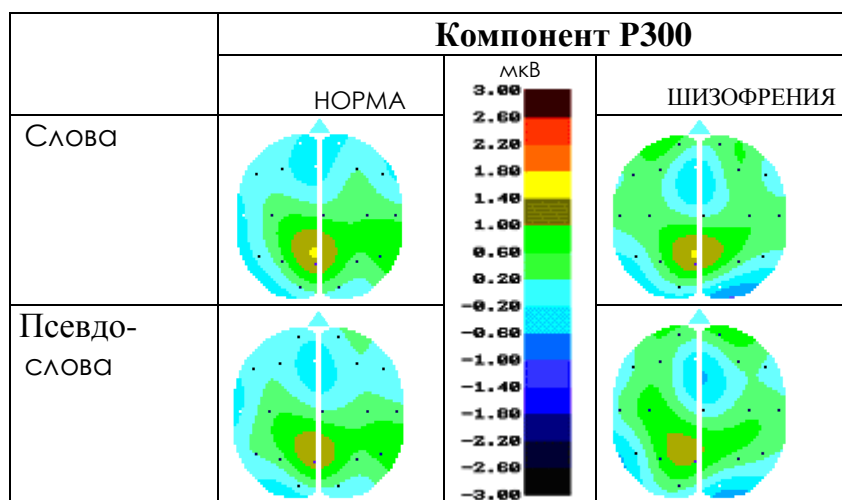 Компонент Р300
НОРМА
мкВ
ШИЗОФРЕНИЯ
3.00
2.60
2.20
1.80
1.40
1.00
0.60
0.20
-0.20
-0.60
-1.00
-1.40
-1.80
-2.20
-2.60
-3.00
Слова
Псевдо-
слова